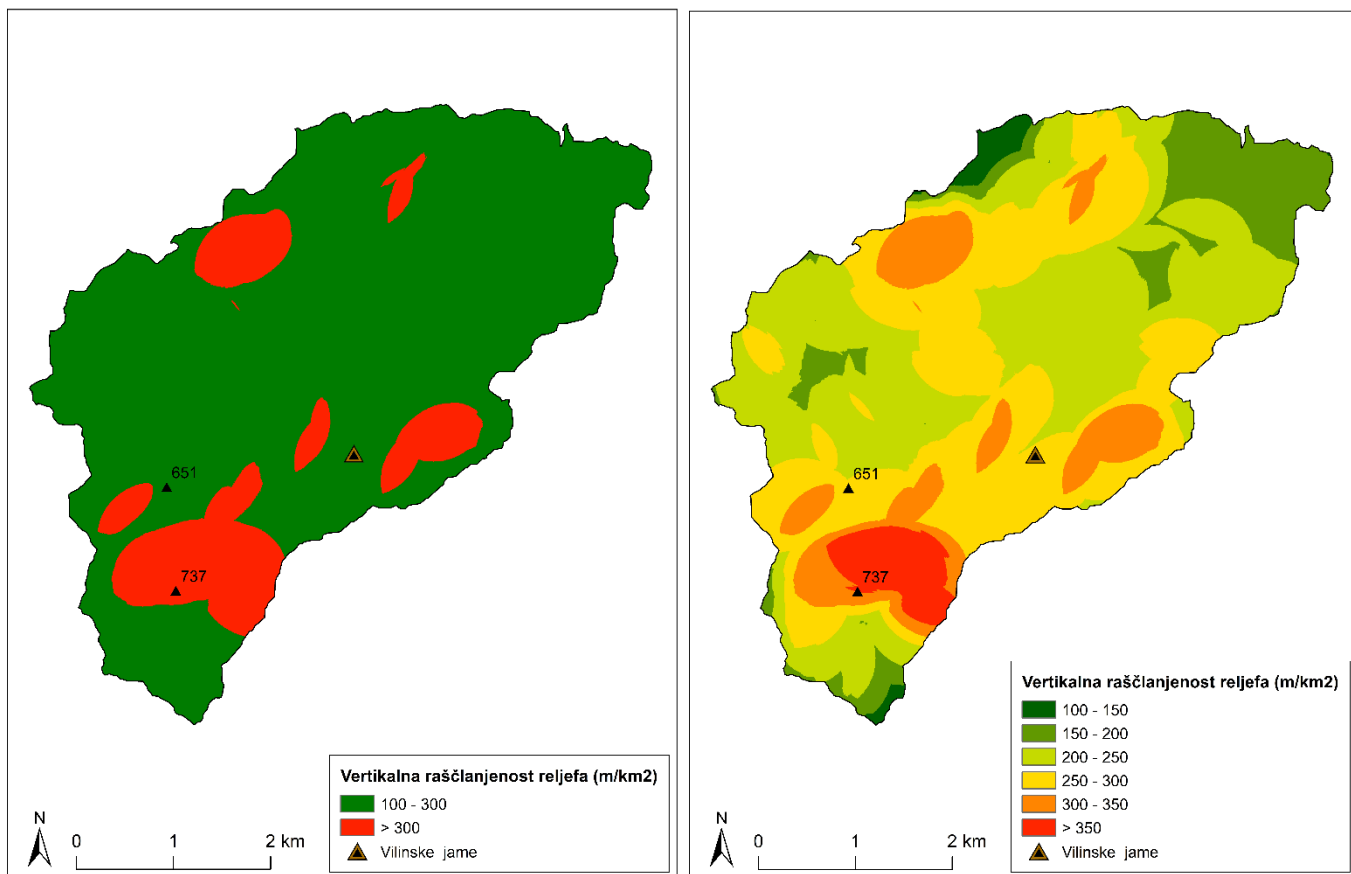 651
737
Vertikalna raščlanjenost reljefa (m/km2)
100 - 300
> 300
Vilinske jame
N
0 1 2 km
651
737
Vertikalna raščlanjenost reljefa (m/km2)
100 - 150
150 - 200
200 - 250
250 - 300
300 - 350
> 350
Vilinske jame
N
0 1 2 km